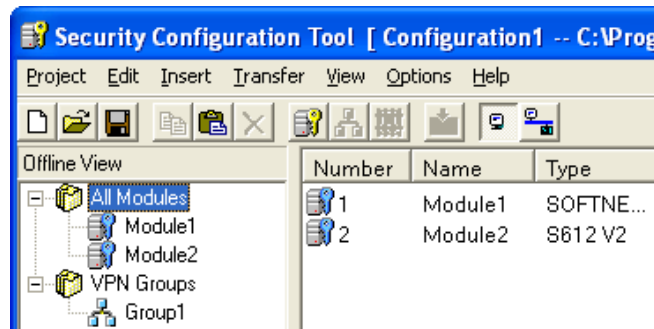 Security Configuration Tool [ Configuration1 -- C:\Prog
Project Edit Insert Transfer View Options Help
Offline View
All Modules
Module1
Module2
VPN Groups
Group1
Number Name Type
1 Module1 SOFTNE...
2 Module2 S612 V2